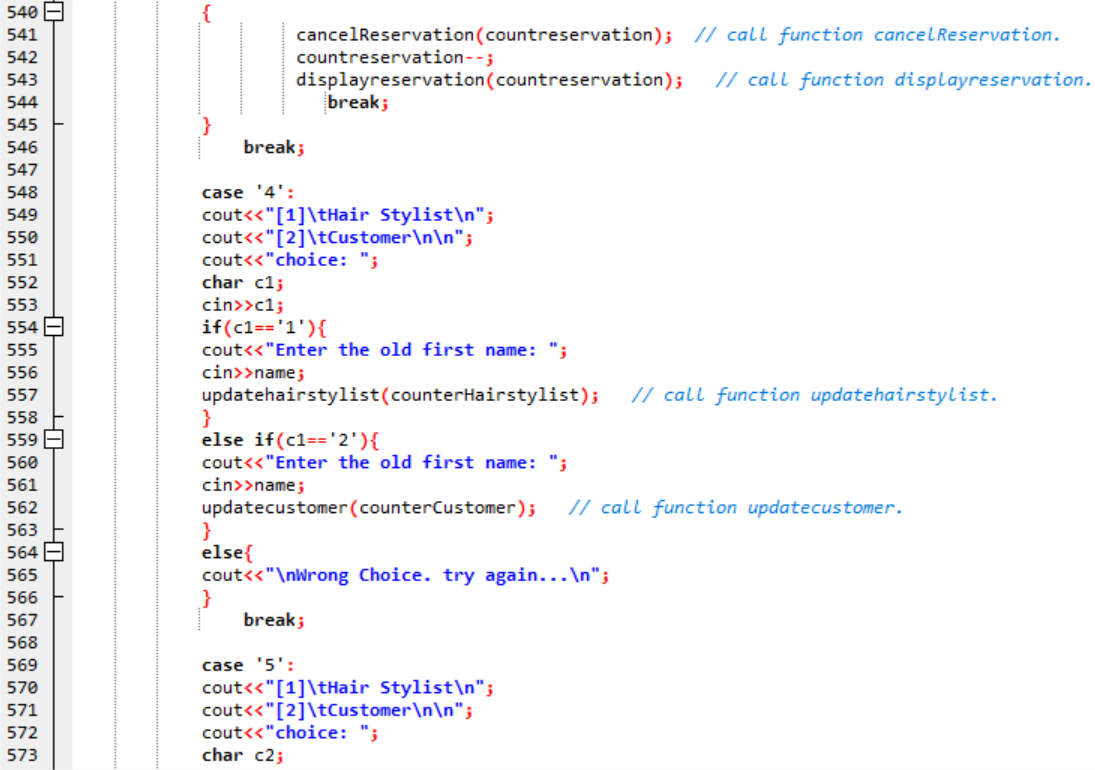 540 {
541 cancelReservation(countreservation); // call function cancelReservation.
542 countreservation--;
543 displayreservation(countreservation); // call function displayreservation.
544 break;
545 }
546 break;
547
548 case '4':
549 cout<<"[1]\tHair Stylist\n";
550 cout<<"[2]\tCustomer\n\n";
551 cout<<"choice: ";
552 char c1;
553 cin>>c1;
554 if(c1=='1'){
555 cout<<"Enter the old first name: ";
556 cin>>name;
557 updatehairstylist(counterHairstylist); // call function updatehairstylist.
558 }
559 else if(c1=='2'){
560 cout<<"Enter the old first name: ";
561 cin>>name;
562 updatecustomer(counterCustomer); // call function updatecustomer.
563 }
564 else{
565 cout<<"\nWrong Choice. try again...\n";
566 }
567 break;
568
569 case '5':
570 cout<<"[1]\tHair Stylist\n";
571 cout<<"[2]\tCustomer\n\n";
572 cout<<"choice: ";
573 char c2;